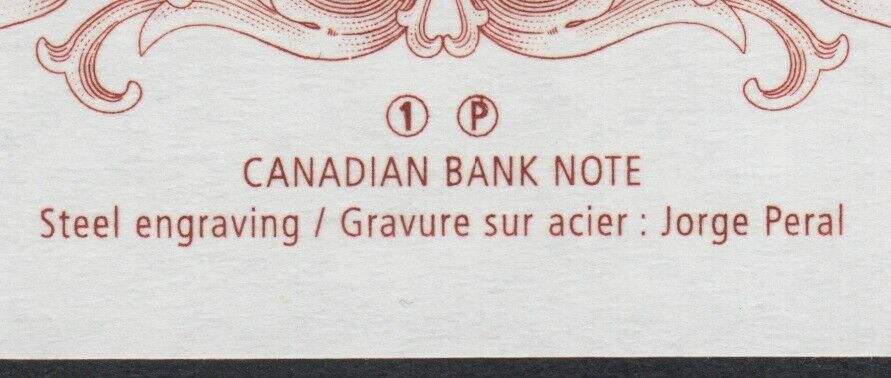 1 P
CANADIAN BANK NOTE
Steel engraving / Gravure sur acier : Jorge Peral